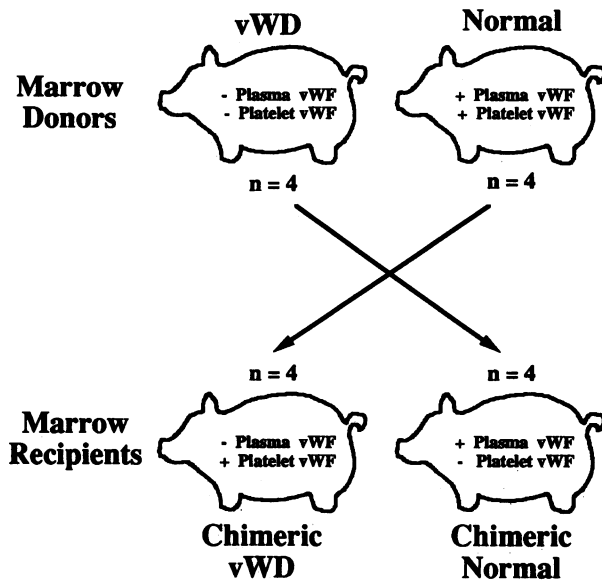 vWD
Normal
Marrow
Donors
- Plasma vWF
- Platelet vWF
+ Plasma vWF
+ Platelet vWF
n = 4
n = 4
n = 4
n = 4
Marrow
Recipients
- Plasma vWF
+ Platelet vWF
+ Plasma vWF
- Platelet vWF
Chimeric
vWD
Chimeric
Normal